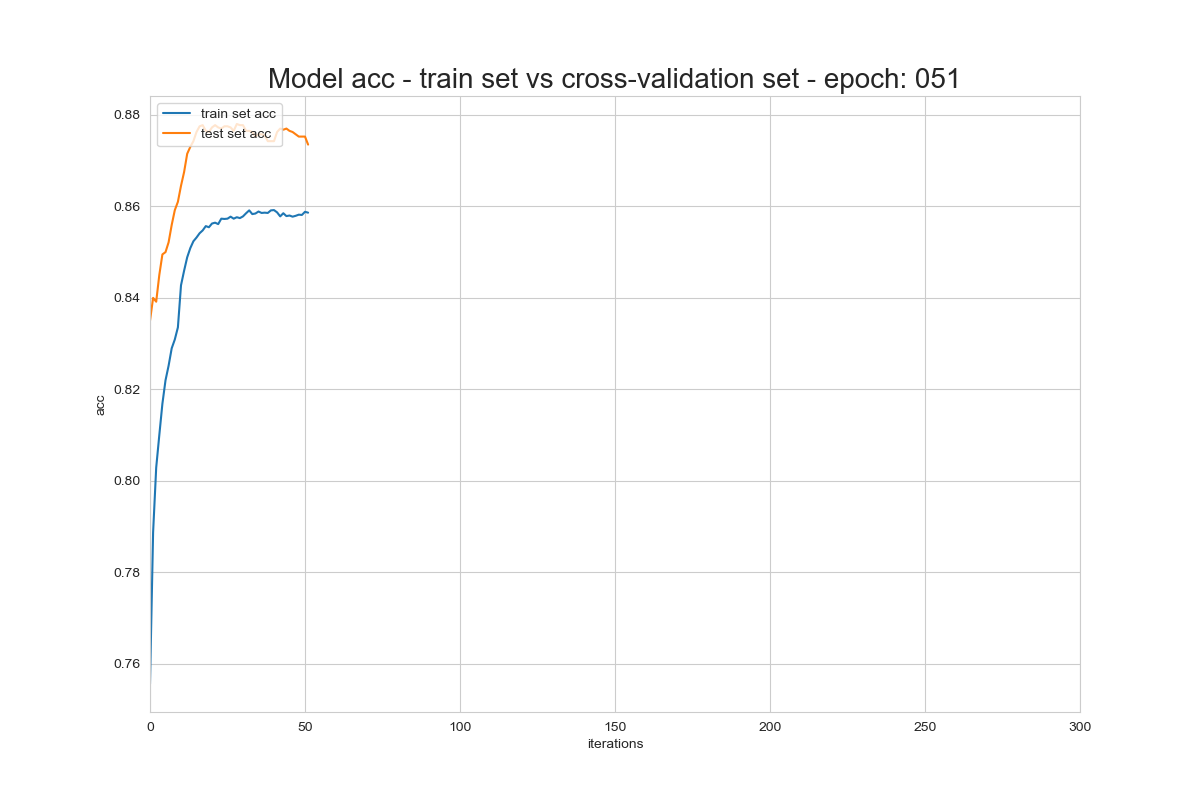 Model acc - train set vs cross-validation set - epoch: 051
train set acc
test set acc
0.88
0.86
0.84
0.82
0.80
0.78
0.76
acc
0 50 100 150 200 250 300
iterations